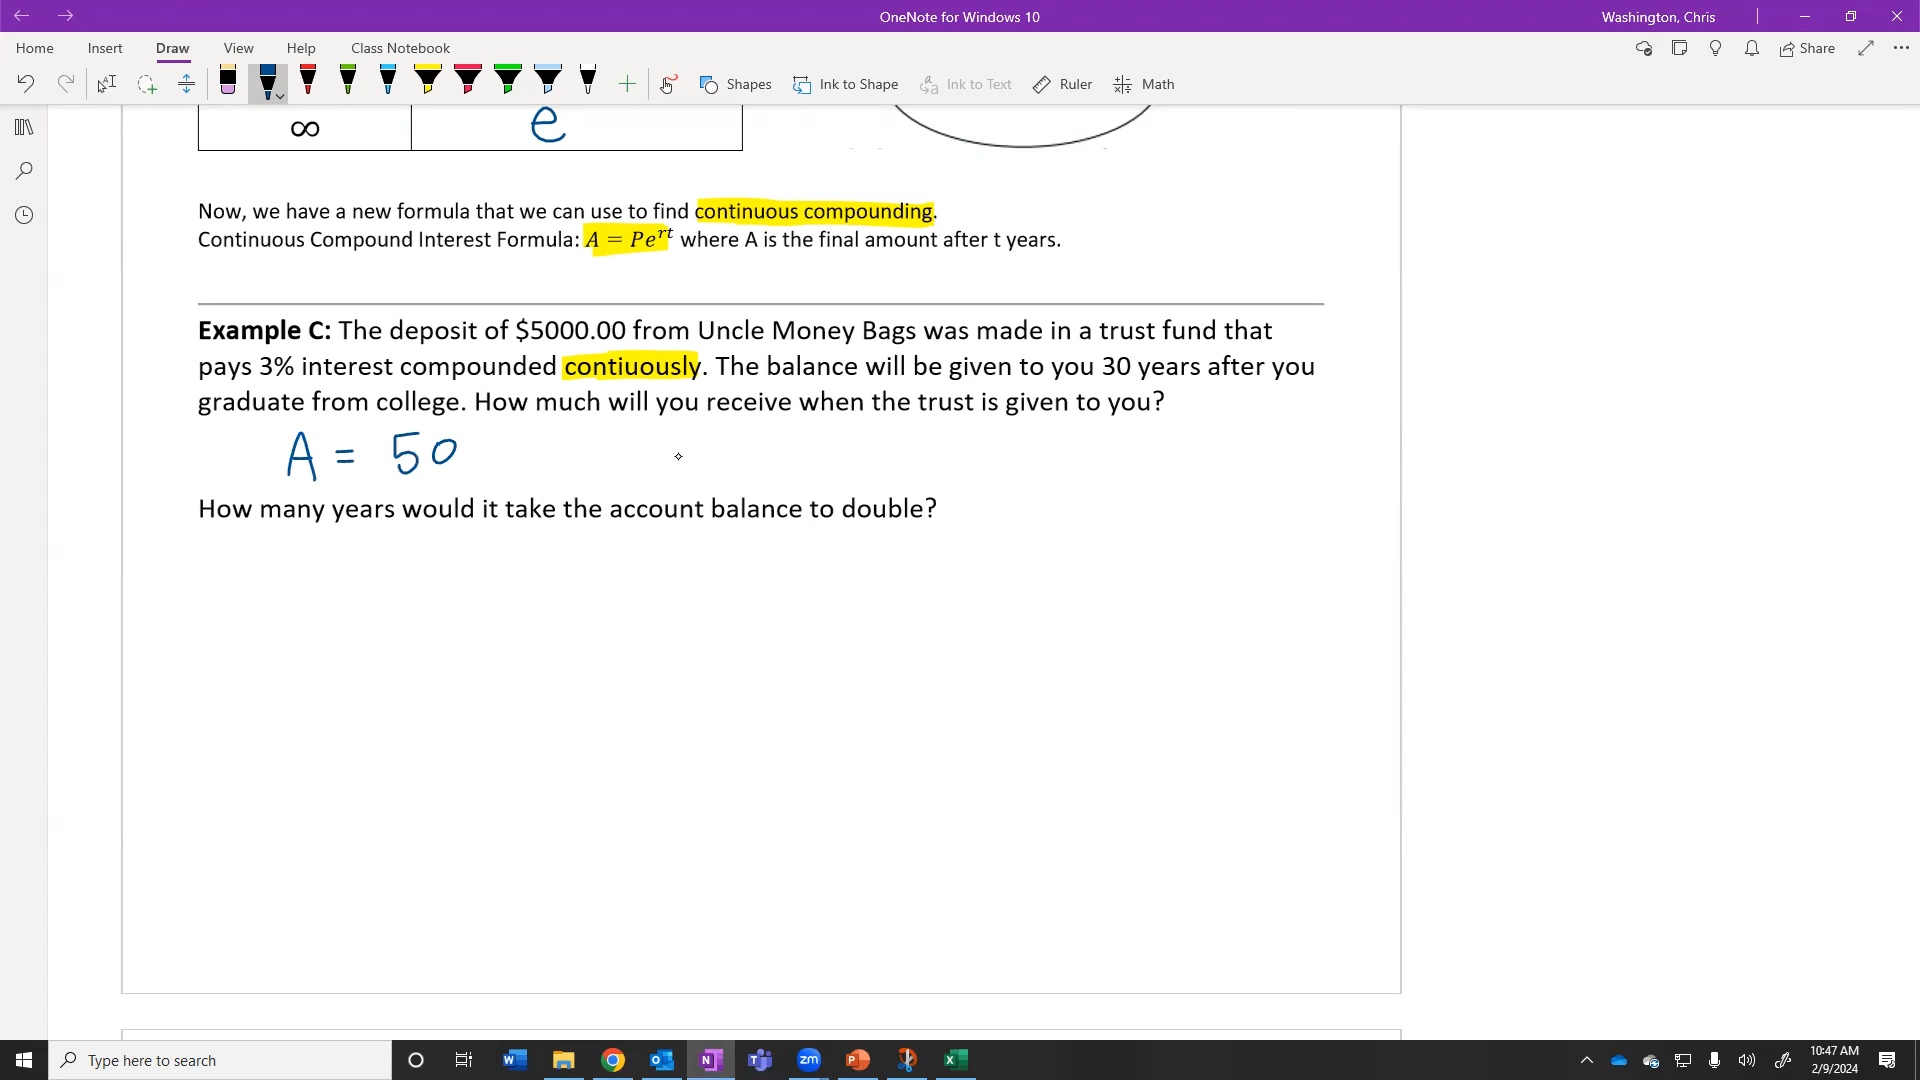 OneNote for Windows 10
Washington, Chris
Home Insert Draw View Help Class Notebook
Share
Shapes Ink to Shape Ink to Text Ruler Math
∞ e
Now, we have a new formula that we can use to find continuous compounding.
Continuous Compound Interest Formula: A = Pe^{rt} where A is the final amount after t years.
Example C: The deposit of $5000.00 from Uncle Money Bags was made in a trust fund that
pays 3% interest compounded contiuously. The balance will be given to you 30 years after you
graduate from college. How much will you receive when the trust is given to you?
A = 50
How many years would it take the account balance to double?
Type here to search
10:47 AM
2/9/2024